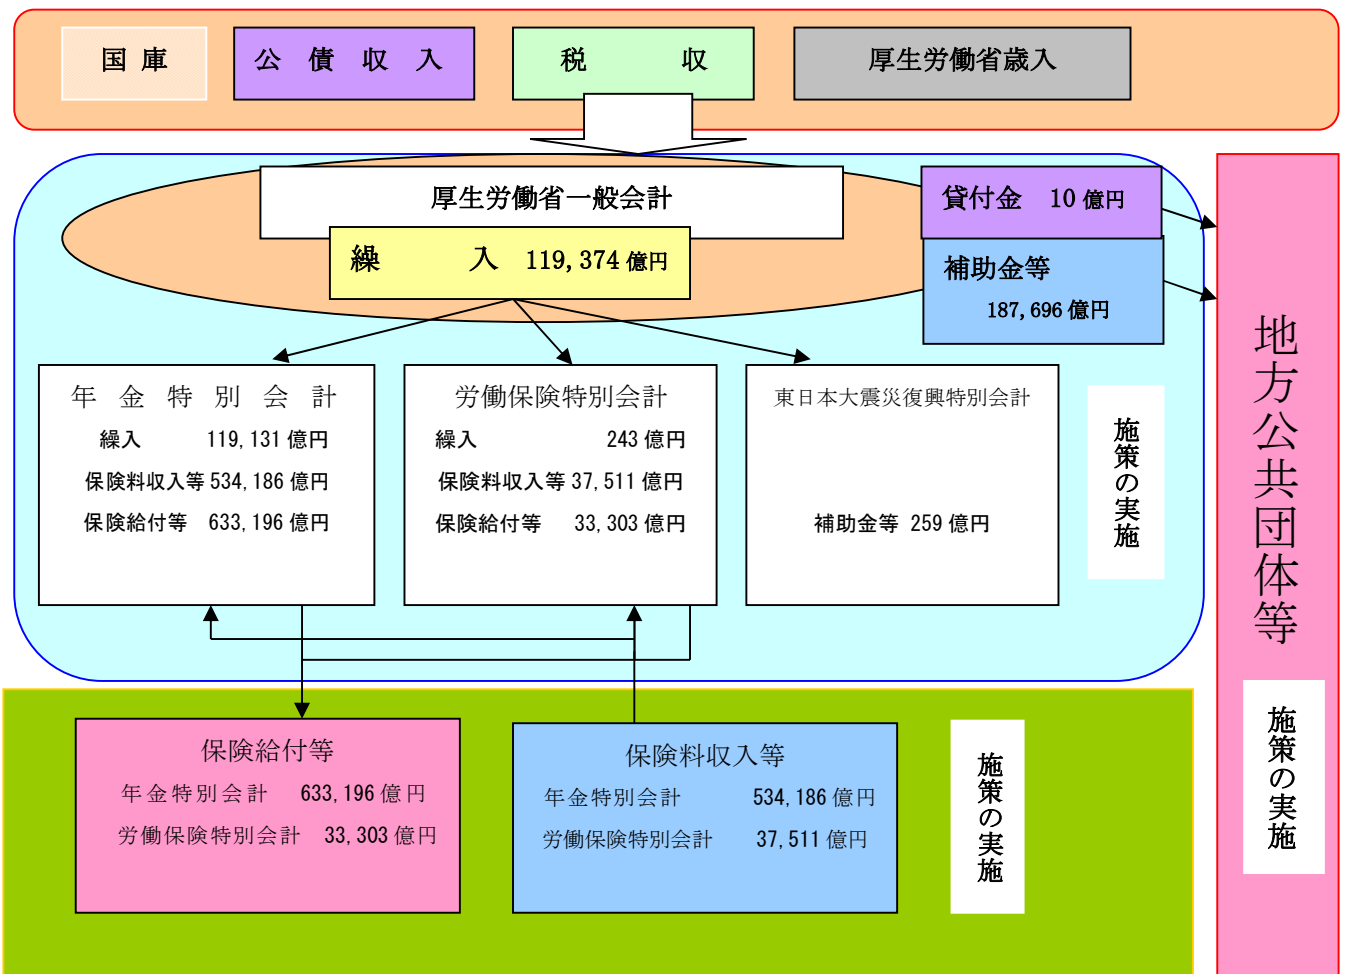 国 庫
公 債 収 入
税 収
厚生労働省歳入
厚生労働省一般会計
繰 入 119,374 億円
貸付金 10 億円
補助金等
187,696 億円
年 金 特 別 会 計
繰入 119,131 億円
保険料収入等 534,186 億円
保険給付等 633,196 億円
労働保険特別会計
繰入 243 億円
保険料収入等 37,511 億円
保険給付等 33,303 億円
東日本大震災復興特別会計
補助金等 259 億円
施策の実施
地方公共団体等
施策の実施
保険給付等
年金特別会計 633,196 億円
労働保険特別会計 33,303 億円
保険料収入等
年金特別会計 534,186 億円
労働保険特別会計 37,511 億円
施策の実施